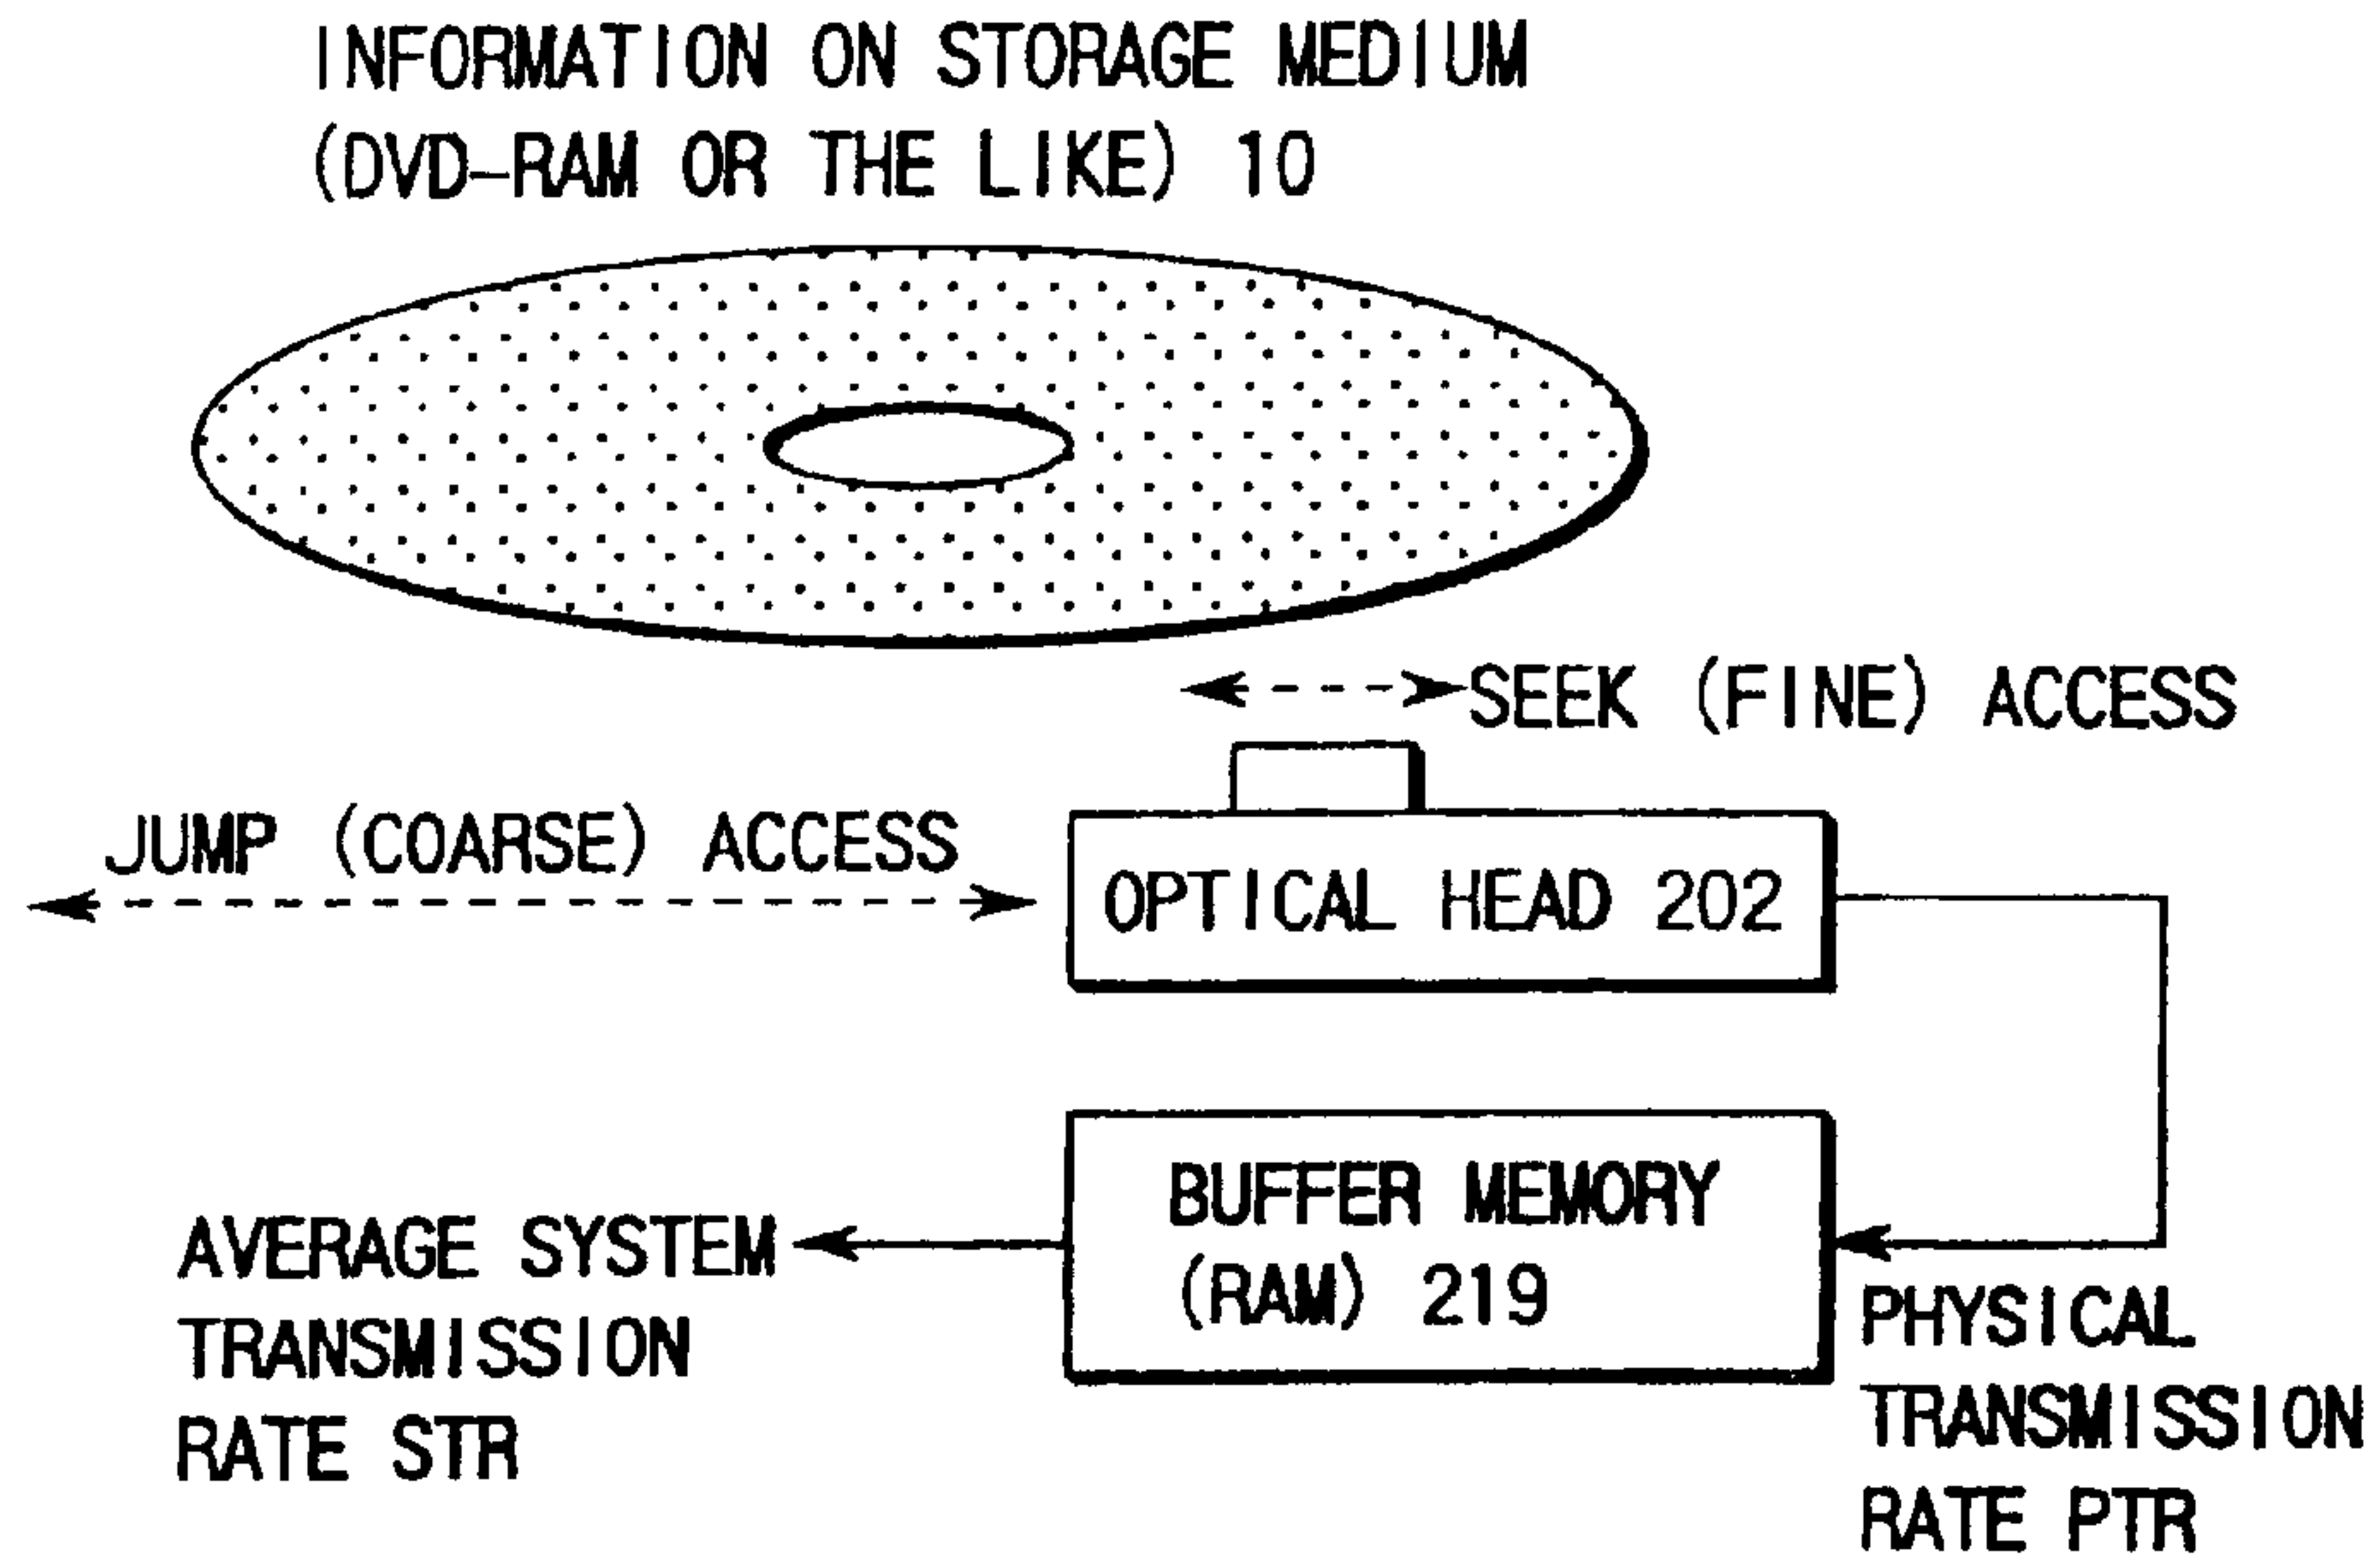 INFORMATION ON STORAGE MEDIUM
(DVD-RAM OR THE LIKE) 10
SEEK (FINE) ACCESS
JUMP (COARSE) ACCESS
OPTICAL HEAD 202
BUFFER MEMORY
(RAM) 219
AVERAGE SYSTEM
TRANSMISSION
RATE STR
PHYSICAL
TRANSMISSION
RATE PTR